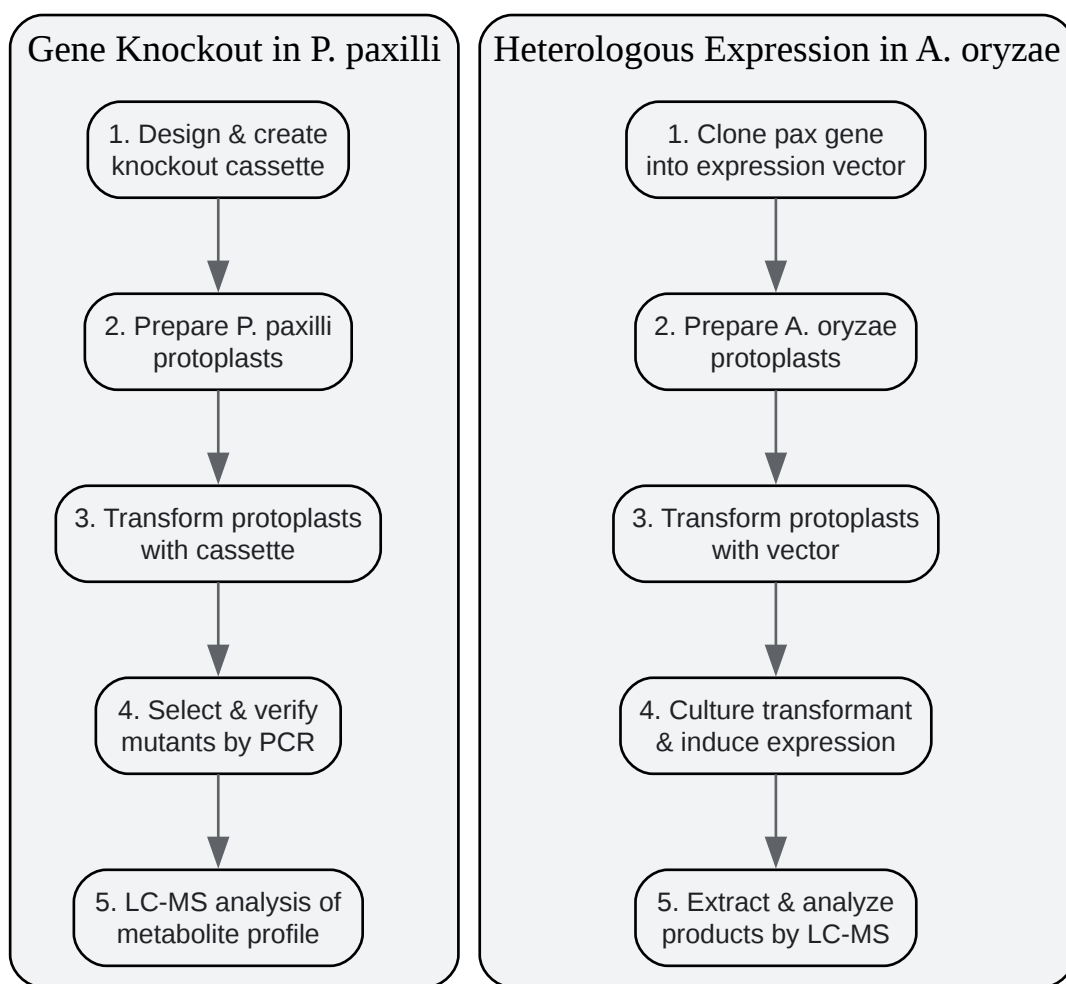 Gene Knockout in P. paxilli
1. Design & create
knockout cassette
2. Prepare P. paxilli
protoplasts
3. Transform protoplasts
with cassette
4. Select & verify
mutants by PCR
5. LC-MS analysis of
metabolite profile
Heterologous Expression in A. oryzae
1. Clone pax gene
into expression vector
2. Prepare A. oryzae
protoplasts
3. Transform protoplasts
with vector
4. Culture transformant
& induce expression
5. Extract & analyze
products by LC-MS